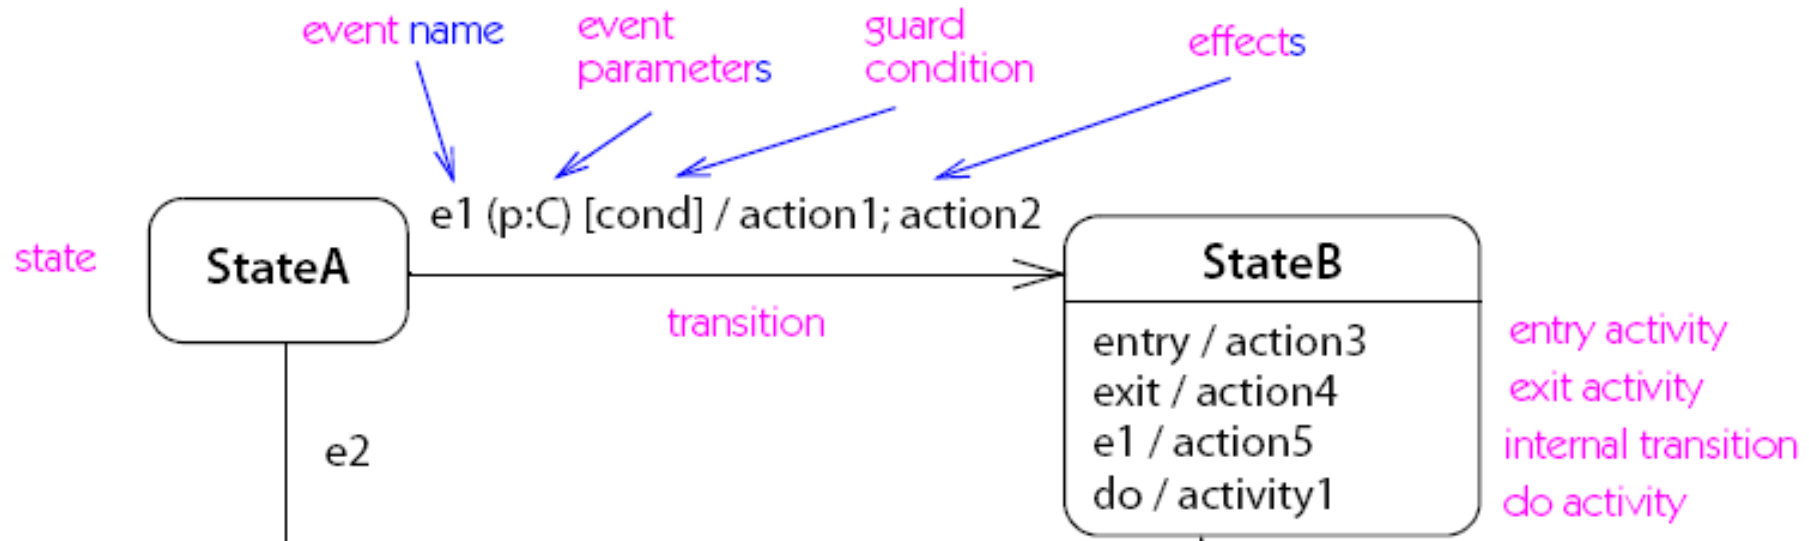 event name
event
parameters
guard
condition
effects
e1 (p:C) [cond] / action1; action2
state
StateA
StateB
transition
entry / action3
entry activity
exit / action4
exit activity
e1 / action5
internal transition
do / activity1
do activity
e2